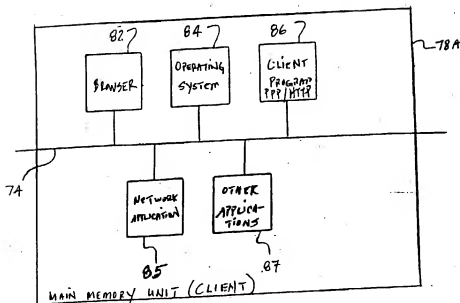 82
84
86
78A
BROWSER
OPERATING
SYSTEM
CLIENT
PROGRAM
PPP/HTTP
74
NETWORK
APPLICATION
OTHER
APPLICA-
TIONS
85
87
MAIN MEMORY UNIT (CLIENT)